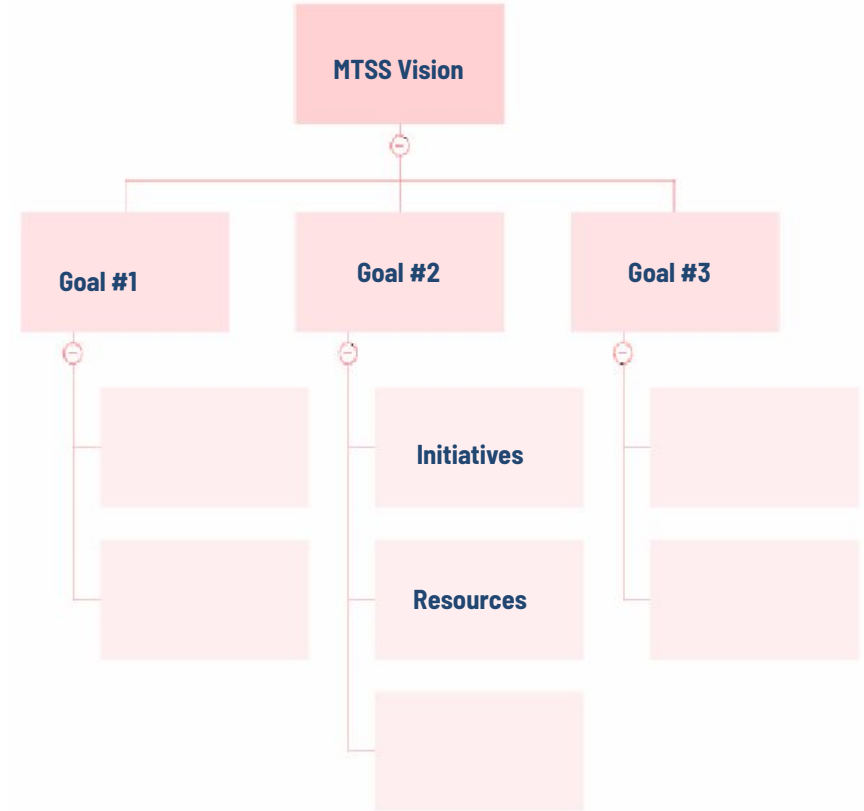 MTSS Vision
Goal #1
Goal #2
Goal #3
Initiatives
Resources